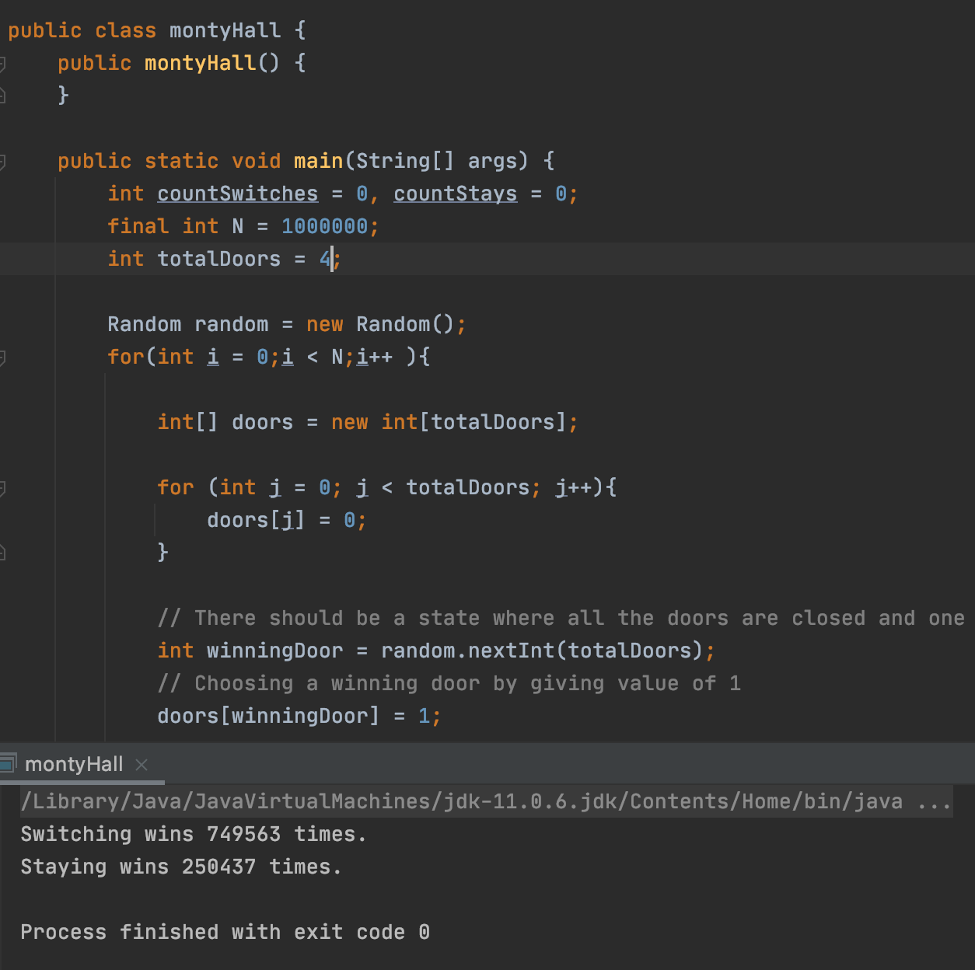 public class montyHall {
public montyHall() {
}
public static void main(String[] args) {
int countSwitches = 0, countStays = 0;
final int N = 1000000;
int totalDoors = 4;
Random random = new Random();
for(int i = 0;i < N;i++ ){
int[] doors = new int[totalDoors];
for (int j = 0; j < totalDoors; j++){
doors[j] = 0;
}
// There should be a state where all the doors are closed and one
int winningDoor = random.nextInt(totalDoors);
// Choosing a winning door by giving value of 1
doors[winningDoor] = 1;
montyHall ×
/Library/Java/JavaVirtualMachines/jdk-11.0.6.jdk/Contents/Home/bin/java ...
Switching wins 749563 times.
Staying wins 250437 times.
Process finished with exit code 0